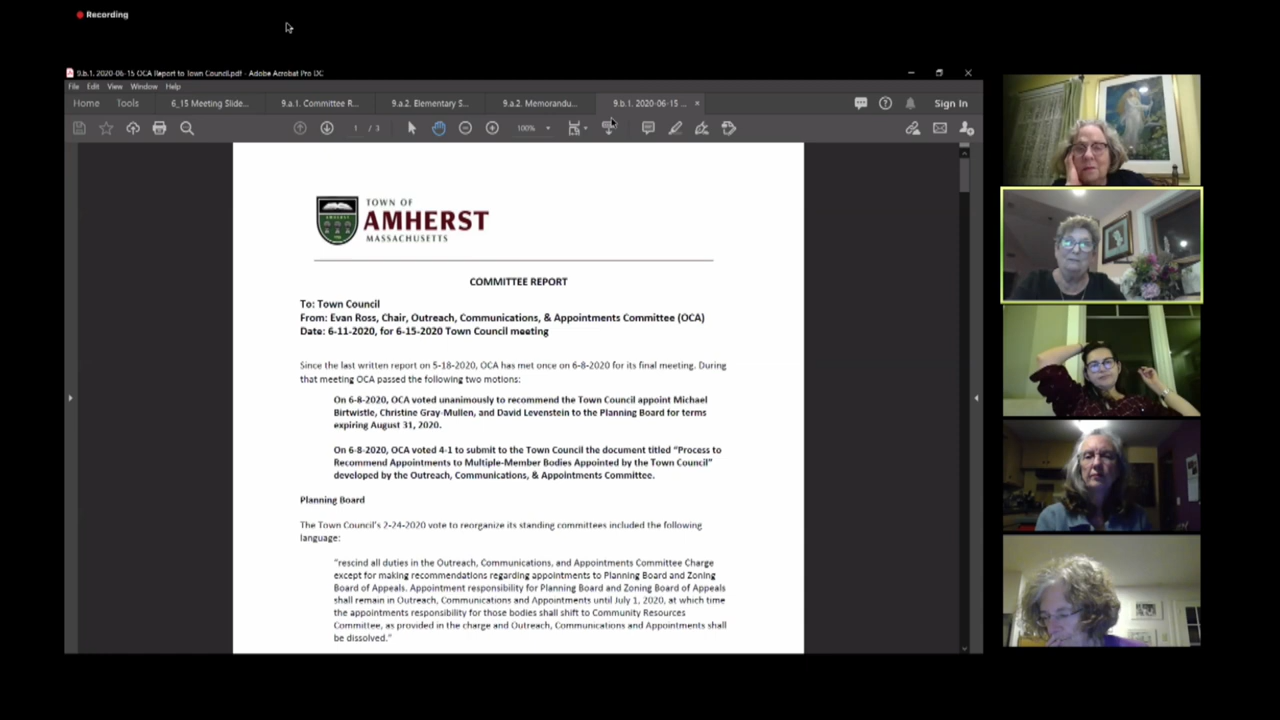 Recording
9.b.1. 2020-06-15 OCA Report to Town Council.pdf - Adobe Acrobat Pro DC
File Edit View Window Help
Home Tools 6_15 Meeting Slide... 9.a.1. Committee R... 9.a.2. Elementary S... 9.a.2. Memorandu... 9.b.1. 2020-06-15 ... × Sign In
1 / 3 100%
TOWN OF
AMHERST
MASSACHUSETTS
AMHERST
COMMITTEE REPORT
To: Town Council
From: Evan Ross, Chair, Outreach, Communications, & Appointments Committee (OCA)
Date: 6-11-2020, for 6-15-2020 Town Council meeting
Since the last written report on 5-18-2020, OCA has met once on 6-8-2020 for its final meeting. During
that meeting OCA passed the following two motions:
On 6-8-2020, OCA voted unanimously to recommend the Town Council appoint Michael
Birtwistle, Christine Gray-Mullen, and David Levenstein to the Planning Board for terms
expiring August 31, 2020.
On 6-8-2020, OCA voted 4-1 to submit to the Town Council the document titled “Process to
Recommend Appointments to Multiple-Member Bodies Appointed by the Town Council”
developed by the Outreach, Communications, & Appointments Committee.
Planning Board
The Town Council's 2-24-2020 vote to reorganize its standing committees included the following
language:
“rescind all duties in the Outreach, Communications, and Appointments Committee Charge
except for making recommendations regarding appointments to Planning Board and Zoning
Board of Appeals. Appointment responsibility for Planning Board and Zoning Board of Appeals
shall remain in Outreach, Communications and Appointments until July 1, 2020, at which time
the appointments responsibility for those bodies shall shift to Community Resources
Committee, as provided in the charge and Outreach, Communications and Appointments shall
be dissolved.”